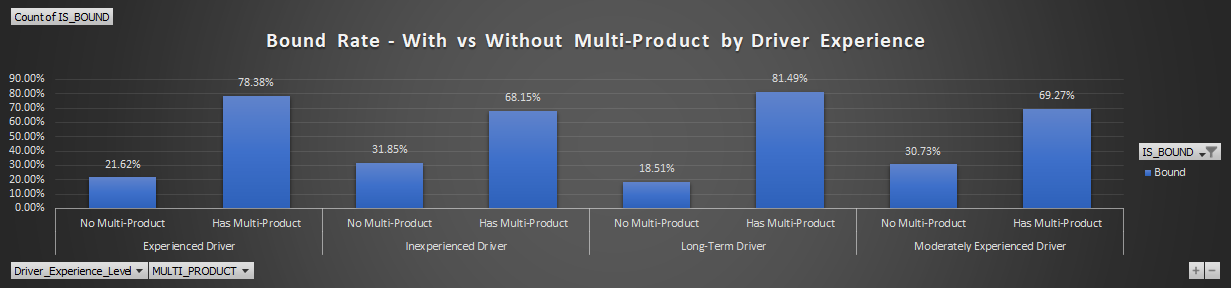 Count of IS_BOUND
Bound Rate - With vs Without Multi-Product by Driver Experience
90.00%
80.00%
70.00%
60.00%
50.00%
40.00%
30.00%
20.00%
10.00%
0.00%
21.62%
78.38%
31.85%
68.15%
18.51%
81.49%
30.73%
69.27%
No Multi-Product Has Multi-Product No Multi-Product Has Multi-Product No Multi-Product Has Multi-Product No Multi-Product Has Multi-Product
Experienced Driver Inexperienced Driver Long-Term Driver Moderately Experienced Driver
IS_BOUND
Bound
Driver_Experience_Level MULTI_PRODUCT
+ −